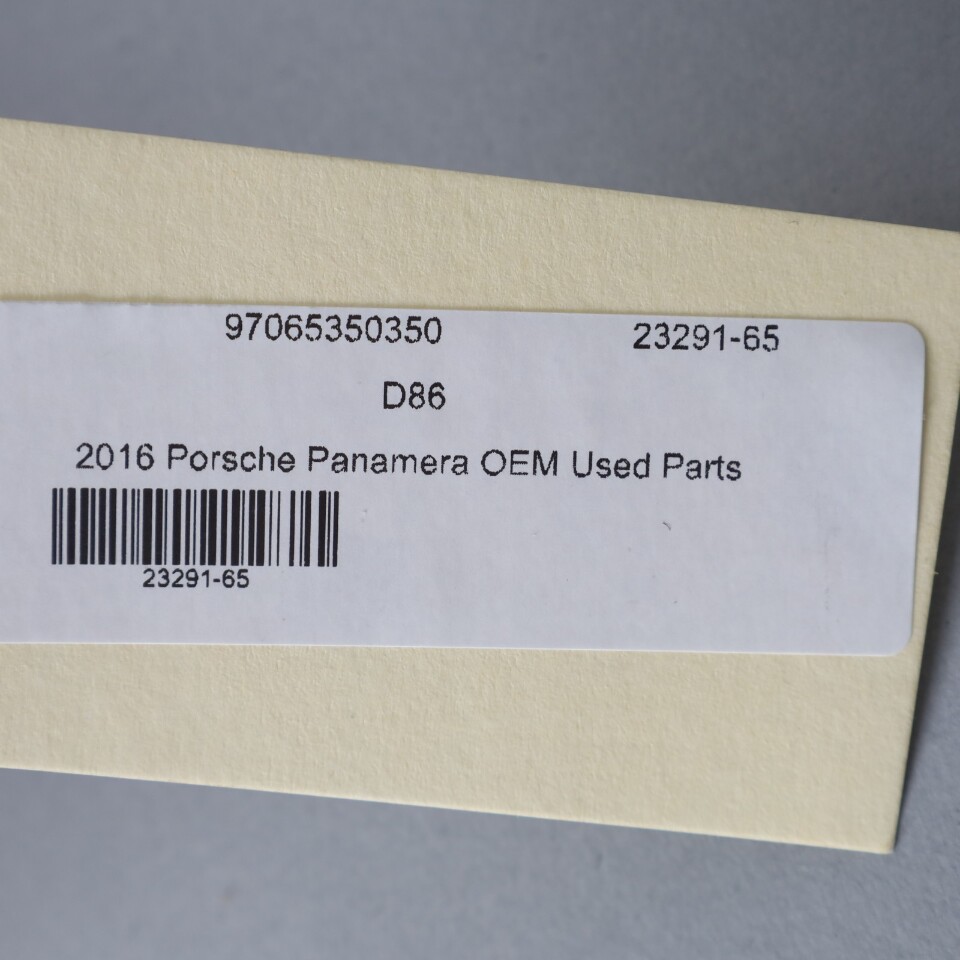 97065350350 23291-65
D86
2016 Porsche Panamera OEM Used Parts
23291-65